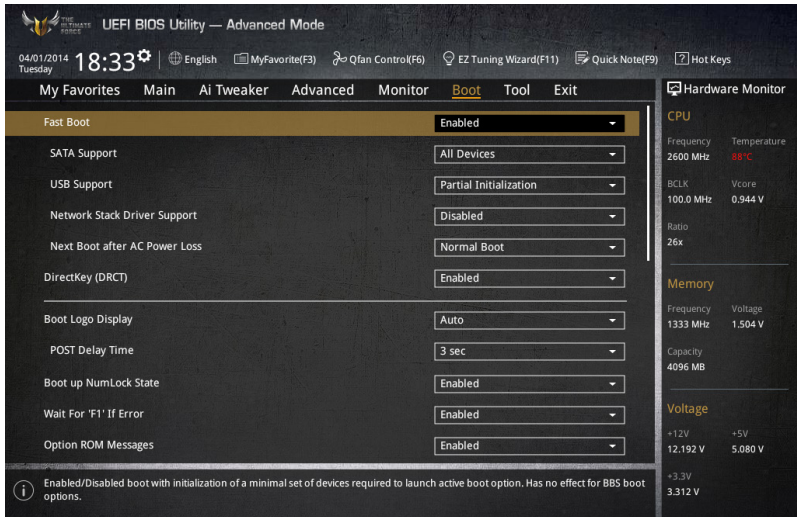 THE ULTIMATE FORCE
UEFI BIOS Utility — Advanced Mode
04/01/2014 Tuesday 18:33 English MyFavorite(F3) Qfan Control(F6) EZ Tuning Wizard(F11) Quick Note(F9) ? Hot Keys
My Favorites Main Ai Tweaker Advanced Monitor Boot Tool Exit
Fast Boot Enabled
SATA Support All Devices
USB Support Partial Initialization
Network Stack Driver Support Disabled
Next Boot after AC Power Loss Normal Boot
DirectKey (DRCT) Enabled
Boot Logo Display Auto
POST Delay Time 3 sec
Boot up NumLock State Enabled
Wait For 'F1' If Error Enabled
Option ROM Messages Enabled
Enabled/Disabled boot with initialization of a minimal set of devices required to launch active boot option. Has no effect for BBS boot
options.
Hardware Monitor
CPU
Frequency Temperature
2600 MHz 88°C
BCLK Vcore
100.0 MHz 0.944 V
Ratio
26x
Memory
Frequency Voltage
1333 MHz 1.504 V
Capacity
4096 MB
Voltage
+12V +5V
12.192 V 5.080 V
+3.3V
3.312 V